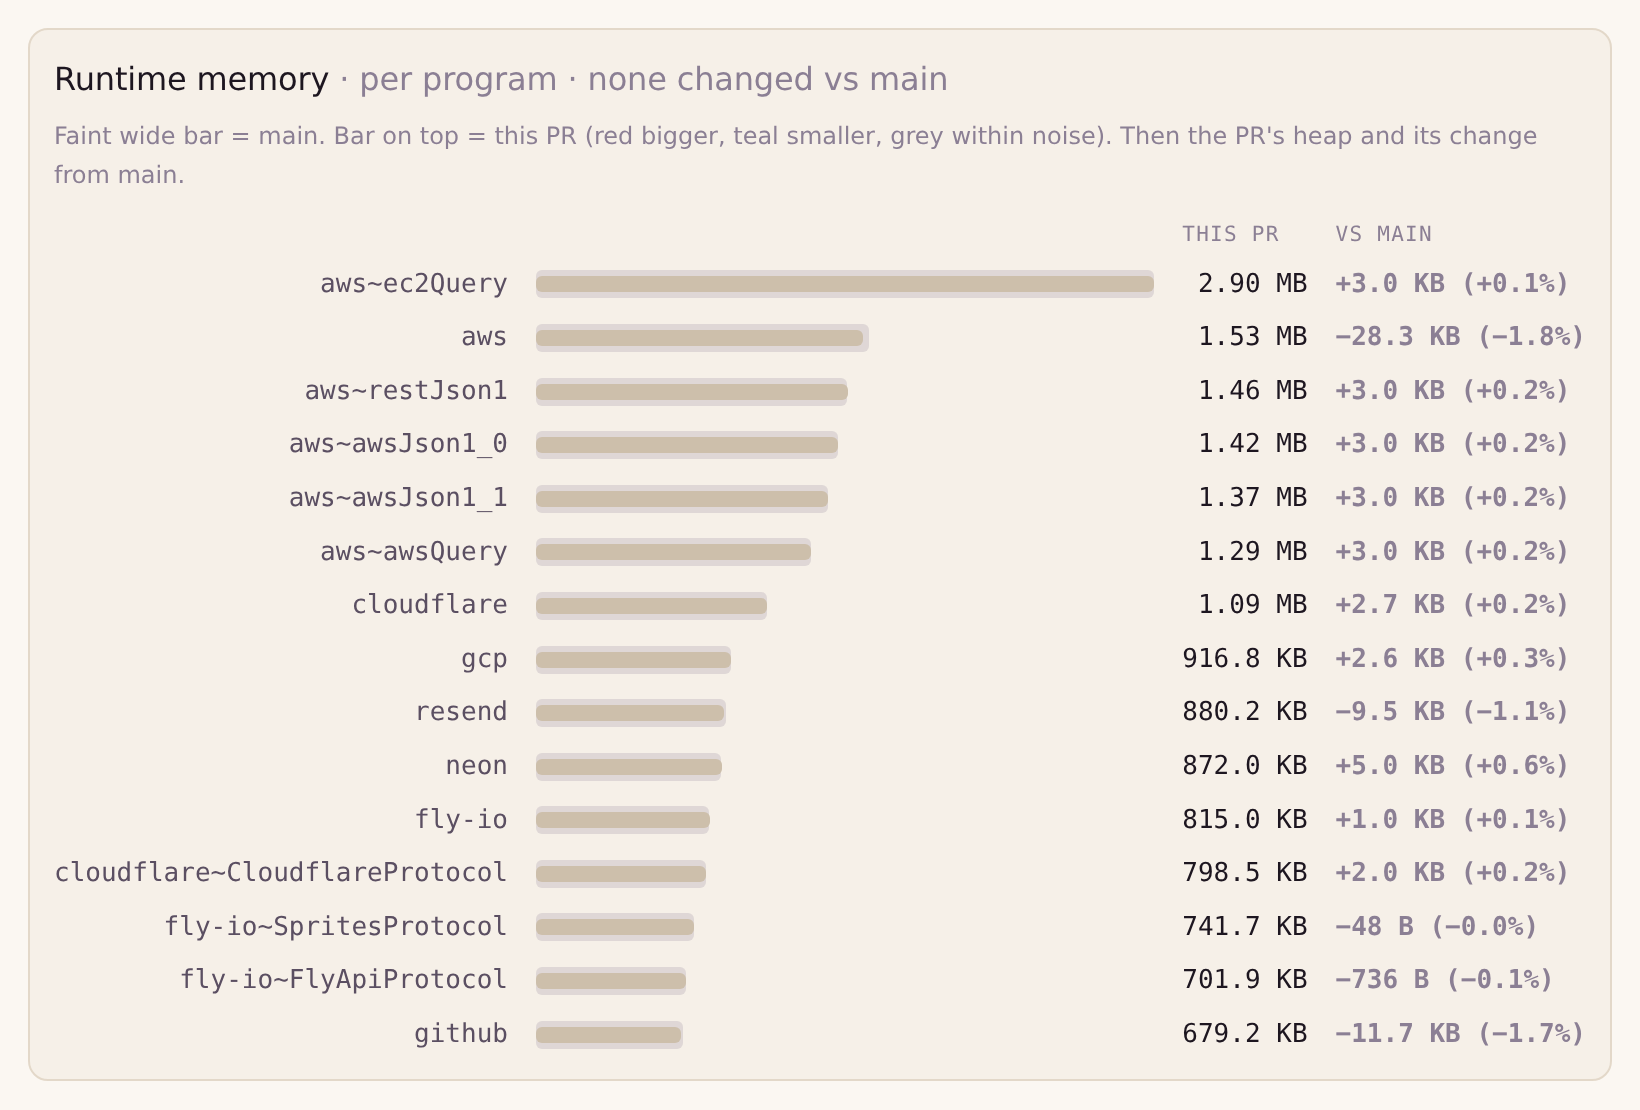 Runtime memory · per program · none changed vs main
Faint wide bar = main. Bar on top = this PR (red bigger, teal smaller, grey within noise). Then the PR's heap and its change
from main.
THIS PR VS MAIN
aws~ec2Query 2.90 MB +3.0 KB (+0.1%)
aws 1.53 MB −28.3 KB (−1.8%)
aws~restJson1 1.46 MB +3.0 KB (+0.2%)
aws~awsJson1_0 1.42 MB +3.0 KB (+0.2%)
aws~awsJson1_1 1.37 MB +3.0 KB (+0.2%)
aws~awsQuery 1.29 MB +3.0 KB (+0.2%)
cloudflare 1.09 MB +2.7 KB (+0.2%)
gcp 916.8 KB +2.6 KB (+0.3%)
resend 880.2 KB −9.5 KB (−1.1%)
neon 872.0 KB +5.0 KB (+0.6%)
fly-io 815.0 KB +1.0 KB (+0.1%)
cloudflare~CloudflareProtocol 798.5 KB +2.0 KB (+0.2%)
fly-io~SpritesProtocol 741.7 KB −48 B (−0.0%)
fly-io~FlyApiProtocol 701.9 KB −736 B (−0.1%)
github 679.2 KB −11.7 KB (−1.7%)